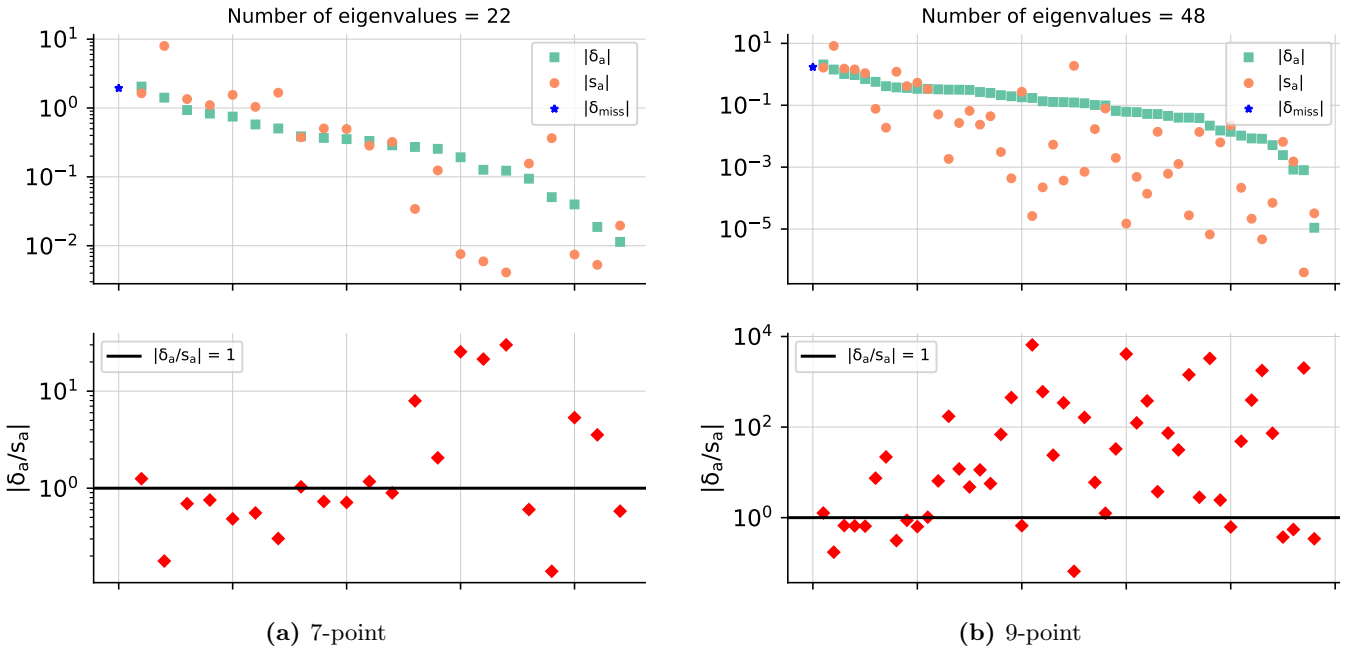 Number of eigenvalues = 22
10¹
10⁰
10⁻¹
10⁻²
|δₐ|
|sₐ|
|δₘᵢₛₛ|
|δₐ/sₐ|
10¹
10⁰
|δₐ/sₐ| = 1
(a) 7-point
Number of eigenvalues = 48
10¹
10⁻¹
10⁻³
10⁻⁵
|δₐ|
|sₐ|
|δₘᵢₛₛ|
|δₐ/sₐ|
10⁴
10²
10⁰
|δₐ/sₐ| = 1
(b) 9-point